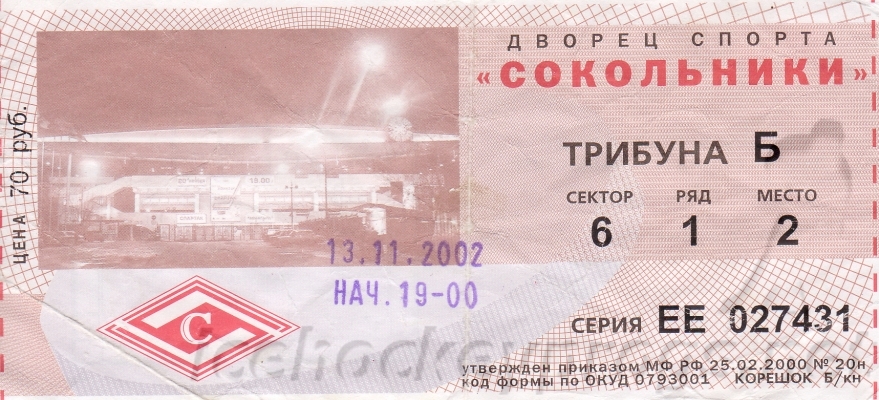 ДВОРЕЦ СПОРТА
«СОКОЛЬНИКИ»
ЦЕНА 70 руб.
ТРИБУНА Б
СЕКТОР РЯД МЕСТО
6 1 2
13.11.2002
НАЧ. 19-00
С
СЕРИЯ ЕЕ 027431
утвержден приказом МФ РФ 25.02.2000 № 20н
код формы по ОКУД 0793001 КОРЕШОК Б/кн